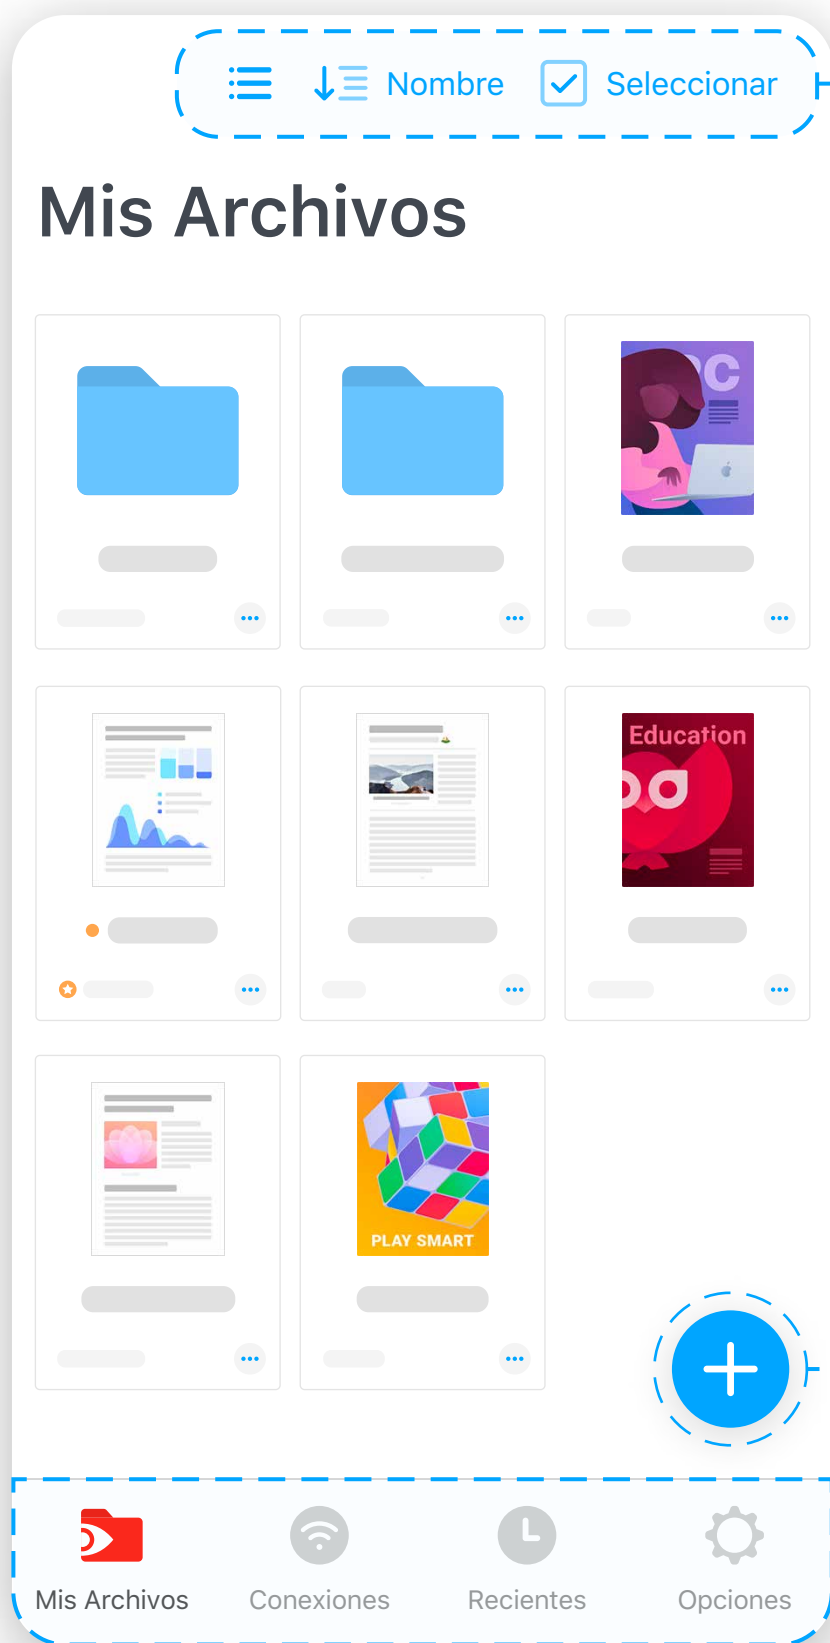 Nombre Seleccionar
Mis Archivos
C
Education
PLAY SMART
Mis Archivos Conexiones Recientes Opciones